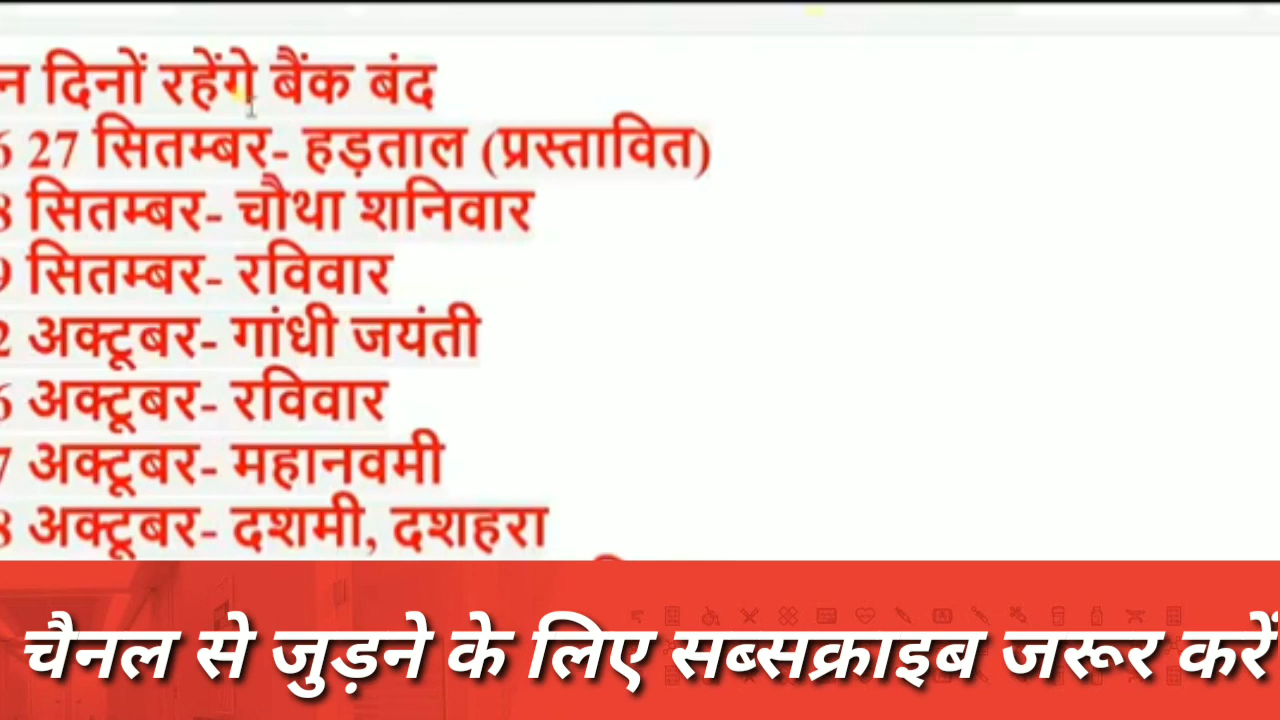 न दिनों रहेंगे बैंक बंद
6 27 सितम्बर- हड़ताल (प्रस्तावित)
8 सितम्बर- चौथा शनिवार
9 सितम्बर- रविवार
2 अक्टूबर- गांधी जयंती
6 अक्टूबर- रविवार
7 अक्टूबर- महानवमी
8 अक्टूबर- दशमी, दशहरा
चैनल से जुड़ने के लिए सब्सक्राइब जरूर करें